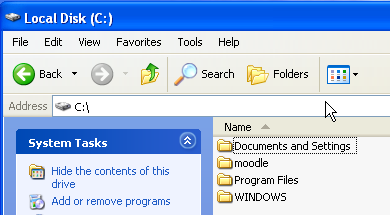 Local Disk (C:)
File Edit View Favorites Tools Help
Back Search Folders
Address C:\
System Tasks
Hide the contents of this
drive
Add or remove programs
Name
Documents and Settings
moodle
Program Files
WINDOWS